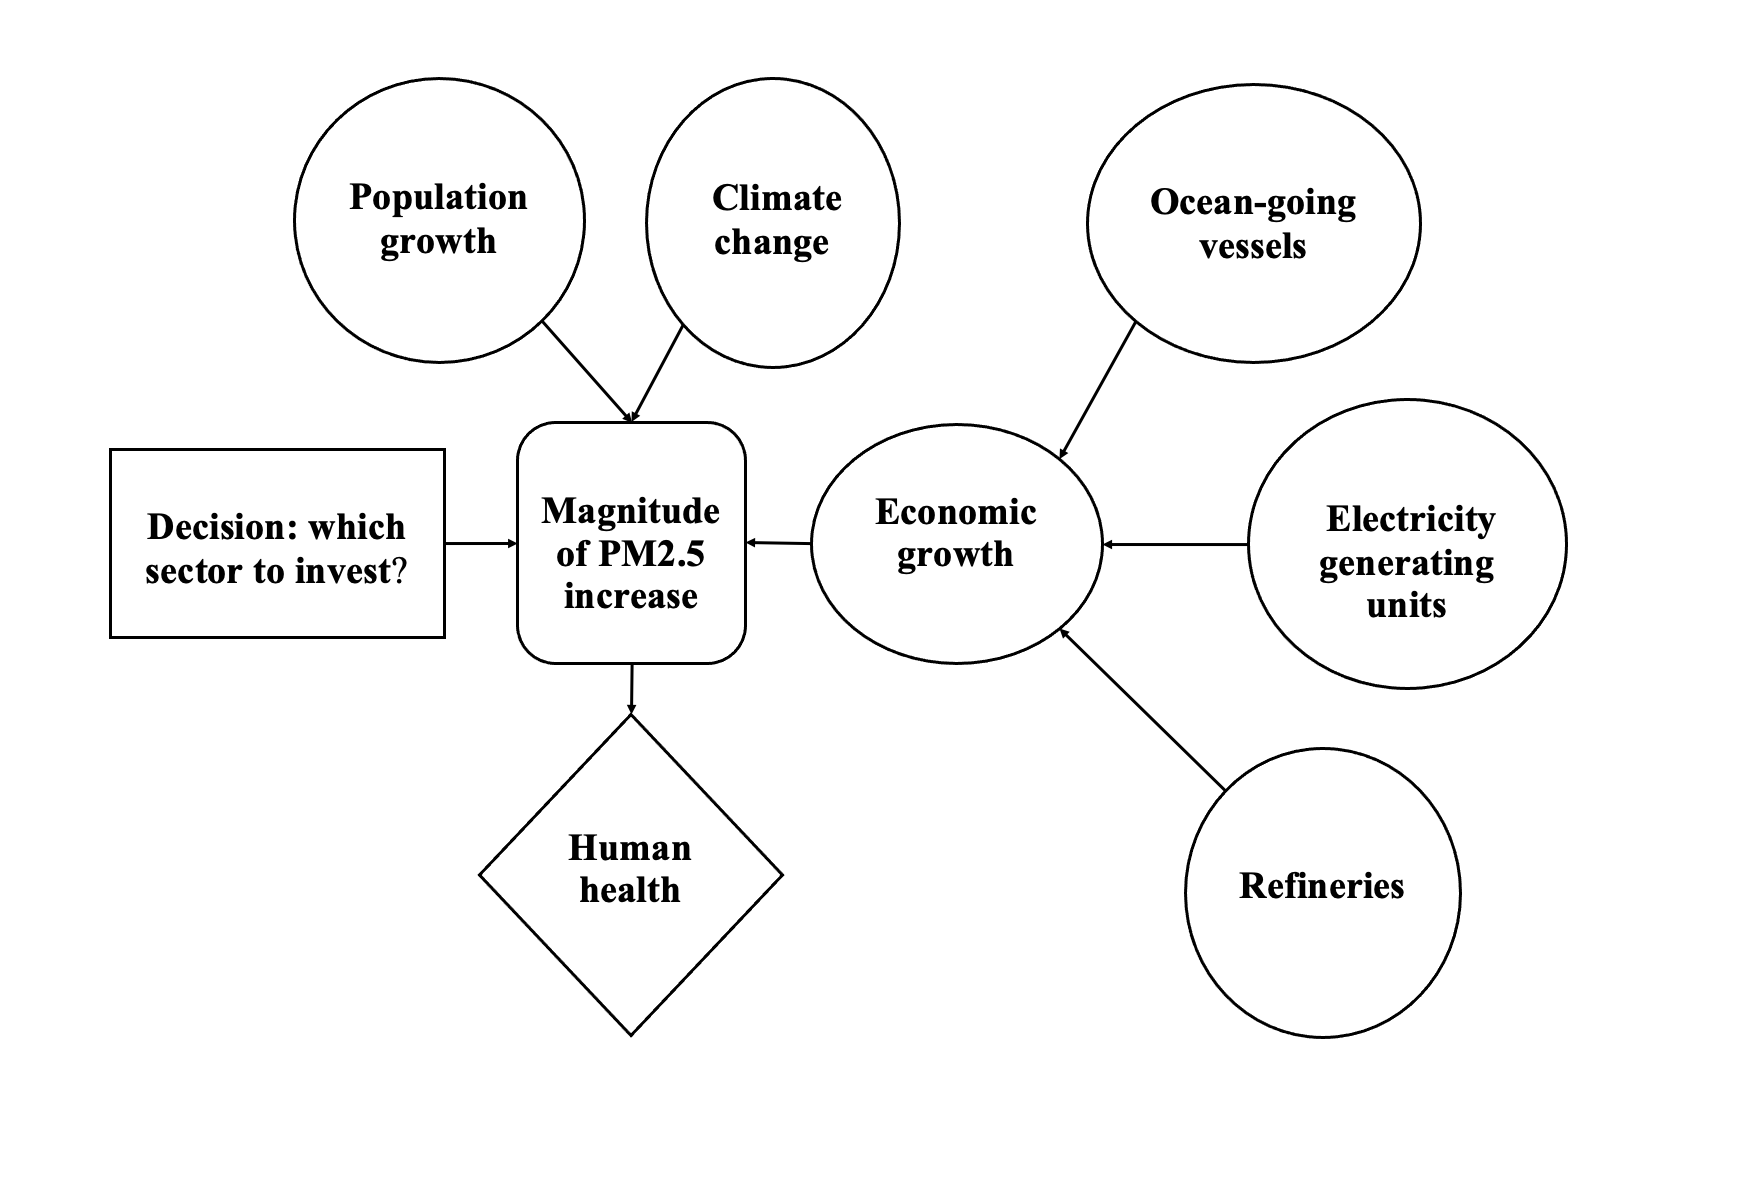 Population
growth
Climate
change
Ocean-going
vessels
Decision: which
sector to invest?
Magnitude
of PM2.5
increase
Economic
growth
Electricity
generating
units
Human
health
Refineries